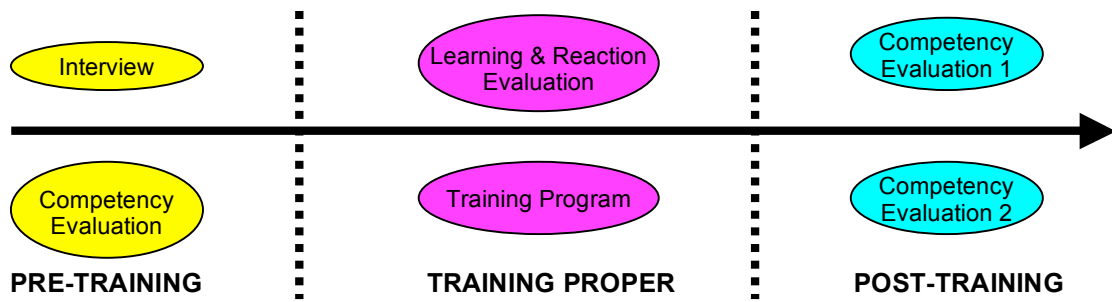 Interview
Learning & Reaction
Evaluation
Competency
Evaluation 1
Competency
Evaluation
Training Program
Competency
Evaluation 2
PRE-TRAINING
TRAINING PROPER
POST-TRAINING